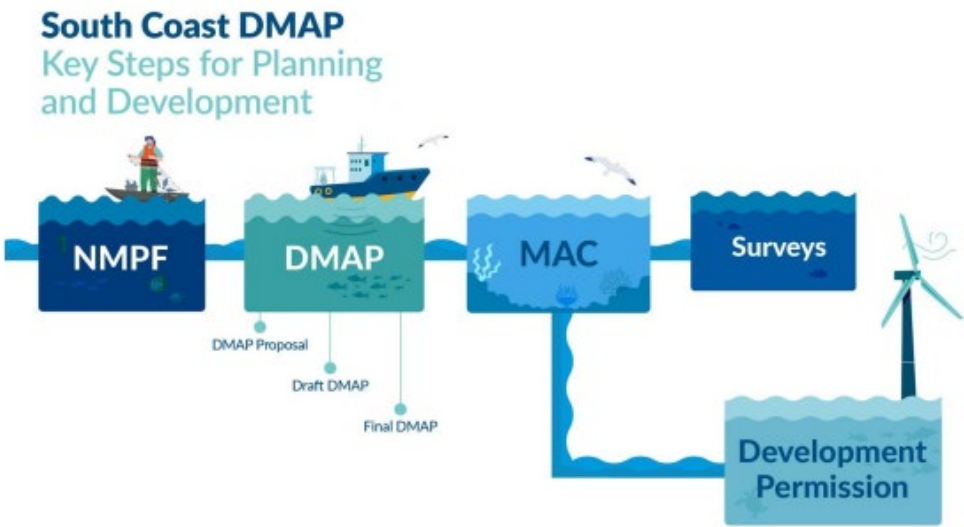 South Coast DMAP
Key Steps for Planning
and Development
NMPF
DMAP
MAC
Surveys
DMAP Proposal
Draft DMAP
Final DMAP
Development
Permission